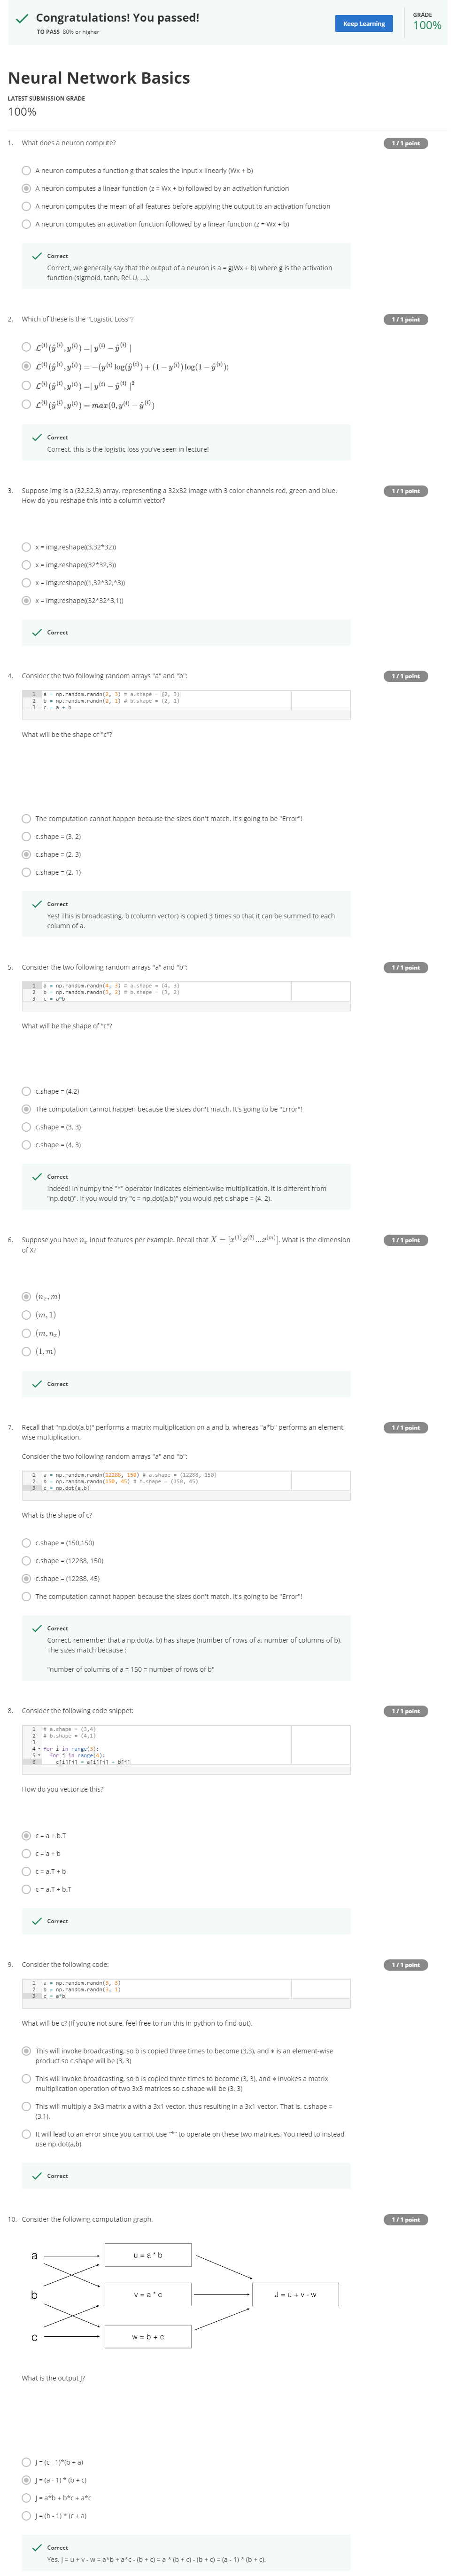 Congratulations! You passed!
TO PASS 80% or higher
Keep Learning
GRADE
100%
Neural Network Basics
LATEST SUBMISSION GRADE
100%
1. What does a neuron compute?
1 / 1 point
A neuron computes a function g that scales the input x linearly (Wx + b)
A neuron computes a linear function (z = Wx + b) followed by an activation function
A neuron computes the mean of all features before applying the output to an activation function
A neuron computes an activation function followed by a linear function (z = Wx + b)
Correct
Correct, we generally say that the output of a neuron is a = g(Wx + b) where g is the activation
function (sigmoid, tanh, ReLU, ...).
2. Which of these is the "Logistic Loss"?
1 / 1 point
ℒ^(i)(ŷ^(i), y^(i)) =| y^(i) − ŷ^(i) |
ℒ^(i)(ŷ^(i), y^(i)) = −(y^(i) log(ŷ^(i)) + (1 − y^(i)) log(1 − ŷ^(i)))
ℒ^(i)(ŷ^(i), y^(i)) =| y^(i) − ŷ^(i) |^2
ℒ^(i)(ŷ^(i), y^(i)) = max(0, y^(i) − ŷ^(i))
Correct
Correct, this is the logistic loss you've seen in lecture!
3. Suppose img is a (32,32,3) array, representing a 32x32 image with 3 color channels red, green and blue.
How do you reshape this into a column vector?
1 / 1 point
x = img.reshape((3,32*32))
x = img.reshape((32*32,3))
x = img.reshape((1,32*32,*3))
x = img.reshape((32*32*3,1))
Correct
4. Consider the two following random arrays "a" and "b":
1 / 1 point
1 a = np.random.randn(2, 3) # a.shape = (2, 3)
2 b = np.random.randn(2, 1) # b.shape = (2, 1)
3 c = a + b
What will be the shape of "c"?
The computation cannot happen because the sizes don't match. It's going to be "Error"!
c.shape = (3, 2)
c.shape = (2, 3)
c.shape = (2, 1)
Correct
Yes! This is broadcasting. b (column vector) is copied 3 times so that it can be summed to each
column of a.
5. Consider the two following random arrays "a" and "b":
1 / 1 point
1 a = np.random.randn(4, 3) # a.shape = (4, 3)
2 b = np.random.randn(3, 2) # b.shape = (3, 2)
3 c = a*b
What will be the shape of "c"?
c.shape = (4,2)
The computation cannot happen because the sizes don't match. It's going to be "Error"!
c.shape = (3, 3)
c.shape = (4, 3)
Correct
Indeed! In numpy the "*" operator indicates element-wise multiplication. It is different from
"np.dot()". If you would try "c = np.dot(a,b)" you would get c.shape = (4, 2).
6. Suppose you have n_x input features per example. Recall that X = [x^(1) x^(2)...x^(m)]. What is the dimension
of X?
1 / 1 point
(n_x, m)
(m, 1)
(m, n_x)
(1, m)
Correct
7. Recall that "np.dot(a,b)" performs a matrix multiplication on a and b, whereas "a*b" performs an element-
wise multiplication.
1 / 1 point
Consider the two following random arrays "a" and "b":
1 a = np.random.randn(12288, 150) # a.shape = (12288, 150)
2 b = np.random.randn(150, 45) # b.shape = (150, 45)
3 c = np.dot(a,b)
What is the shape of c?
c.shape = (150,150)
c.shape = (12288, 150)
c.shape = (12288, 45)
The computation cannot happen because the sizes don't match. It's going to be "Error"!
Correct
Correct, remember that a np.dot(a, b) has shape (number of rows of a, number of columns of b).
The sizes match because :
"number of columns of a = 150 = number of rows of b"
8. Consider the following code snippet:
1 / 1 point
1 # a.shape = (3,4)
2 # b.shape = (4,1)
3
4 for i in range(3):
5 for j in range(4):
6 c[i][j] = a[i][j] + b[j]
How do you vectorize this?
c = a + b.T
c = a + b
c = a.T + b
c = a.T + b.T
Correct
9. Consider the following code:
1 / 1 point
1 a = np.random.randn(3, 3)
2 b = np.random.randn(3, 1)
3 c = a*b
What will be c? (If you're not sure, feel free to run this in python to find out).
This will invoke broadcasting, so b is copied three times to become (3,3), and * is an element-wise
product so c.shape will be (3, 3)
This will invoke broadcasting, so b is copied three times to become (3, 3), and * invokes a matrix
multiplication operation of two 3x3 matrices so c.shape will be (3, 3)
This will multiply a 3x3 matrix a with a 3x1 vector, thus resulting in a 3x1 vector. That is, c.shape =
(3,1).
It will lead to an error since you cannot use "*" to operate on these two matrices. You need to instead
use np.dot(a,b)
Correct
10. Consider the following computation graph.
1 / 1 point
a
u = a * b
b
v = a * c
J = u + v - w
c
w = b + c
What is the output J?
J = (c - 1)*(b + a)
J = (a - 1) * (b + c)
J = a*b + b*c + a*c
J = (b - 1) * (c + a)
Correct
Yes. J = u + v - w = a*b + a*c - (b + c) = a * (b + c) - (b + c) = (a - 1) * (b + c).